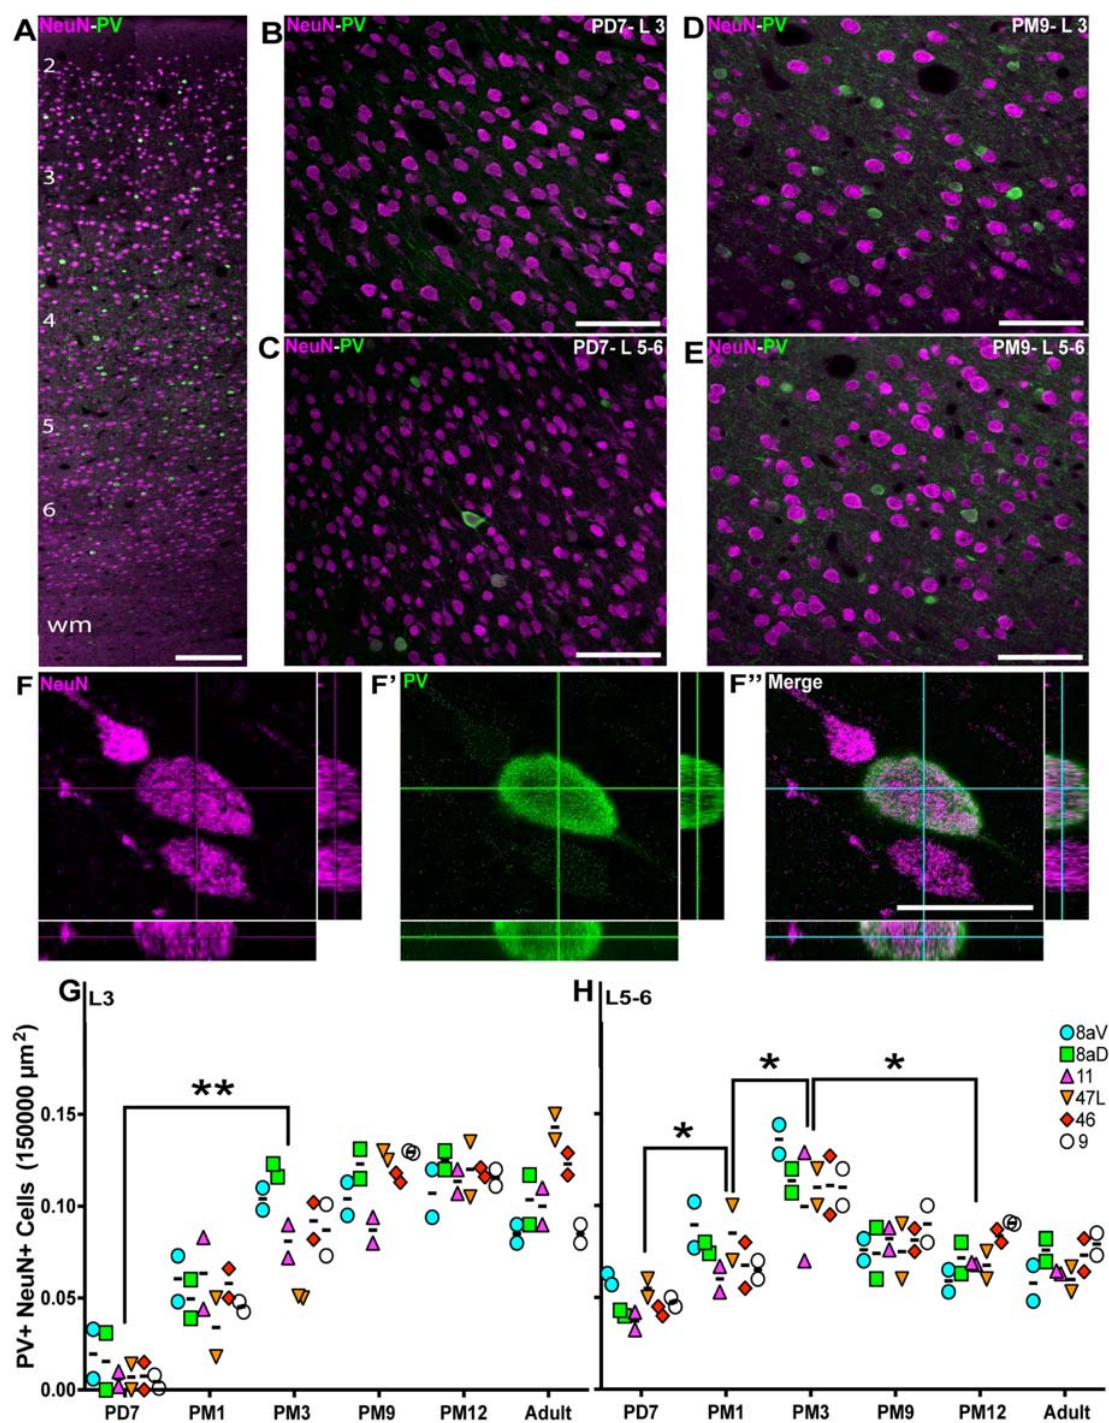 A NeuN-PV
2
3
4
5
6
wm
B NeuN-PV PD7- L 3
C NeuN-PV PD7- L 5-6
D NeuN-PV PM9- L 3
E NeuN-PV PM9- L 5-6
F NeuN
F' PV
F'' Merge
G L3
**
PV+ NeuN+ Cells (150000 µm²)
0.15
0.10
0.05
0.00
PD7 PM1 PM3 PM9 PM12 Adult
H L5-6
* * *
8aV
8aD
11
47L
46
9
PD7 PM1 PM3 PM9 PM12 Adult